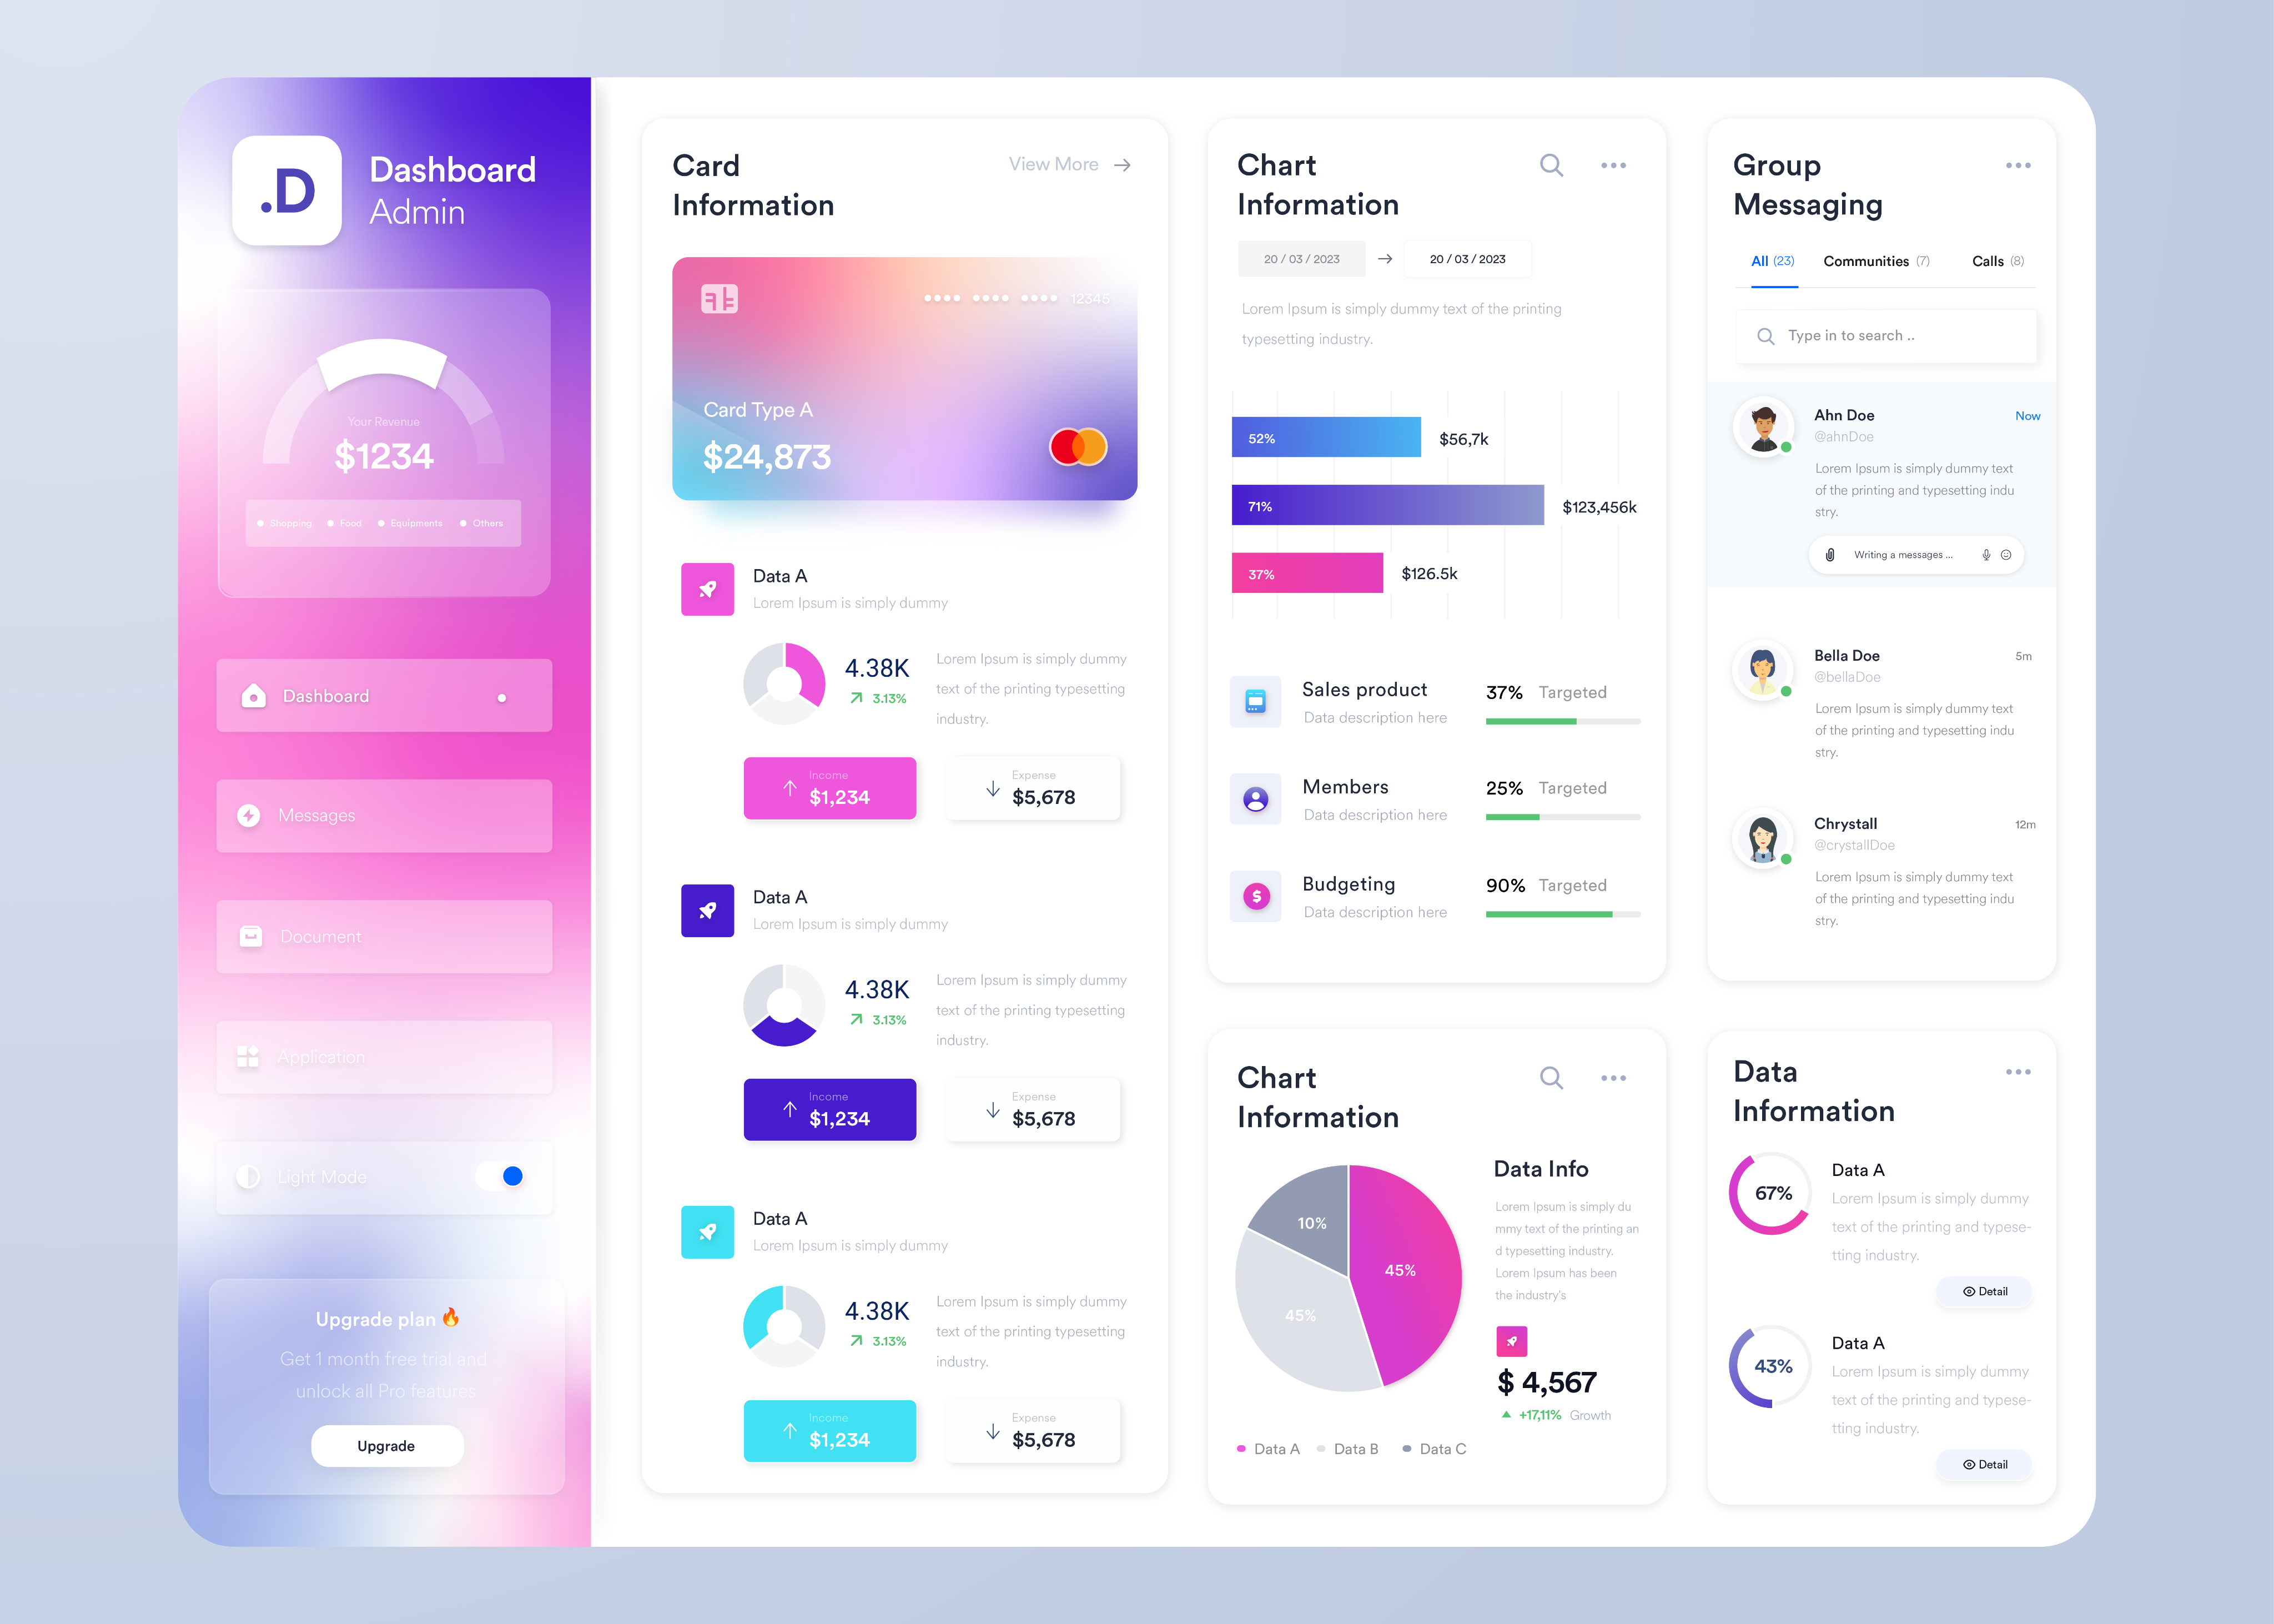 .D
Dashboard
Admin
Your Revenue
$1234
Shopping Food Equipments Others
Dashboard
Messages
Document
Application
Light Mode
Upgrade plan 🔥
Get 1 month free trial and
unlock all Pro features
Upgrade
Card
Information
View More →
•••• •••• •••• 12345
Card Type A
$24,873
Data A
Lorem Ipsum is simply dummy
4.38K
3.13%
Lorem Ipsum is simply dummy
text of the printing typesetting
industry.
Income
$1,234
Expense
$5,678
Data A
Lorem Ipsum is simply dummy
4.38K
3.13%
Lorem Ipsum is simply dummy
text of the printing typesetting
industry.
Income
$1,234
Expense
$5,678
Data A
Lorem Ipsum is simply dummy
4.38K
3.13%
Lorem Ipsum is simply dummy
text of the printing typesetting
industry.
Income
$1,234
Expense
$5,678
Chart
Information
20 / 03 / 2023 → 20 / 03 / 2023
Lorem Ipsum is simply dummy text of the printing
typesetting industry.
52% $56,7k
71% $123,456k
37% $126.5k
Sales product
Data description here
37% Targeted
Members
Data description here
25% Targeted
Budgeting
Data description here
90% Targeted
Chart
Information
10%
45%
45%
Data A Data B Data C
Data Info
Lorem Ipsum is simply du
mmy text of the printing an
d typesetting industry.
Lorem Ipsum has been
the industry's
$ 4,567
+17,11% Growth
Group
Messaging
All (23) Communities (7) Calls (8)
Type in to search ..
Ahn Doe Now
@ahnDoe
Lorem Ipsum is simply dummy text
of the printing and typesetting indu
stry.
Writing a messages ...
Bella Doe 5m
@bellaDoe
Lorem Ipsum is simply dummy text
of the printing and typesetting indu
stry.
Chrystall 12m
@crystallDoe
Lorem Ipsum is simply dummy text
of the printing and typesetting indu
stry.
Data
Information
67%
Data A
Lorem Ipsum is simply dummy
text of the printing and typese-
tting industry.
Detail
43%
Data A
Lorem Ipsum is simply dummy
text of the printing and typese-
tting industry.
Detail